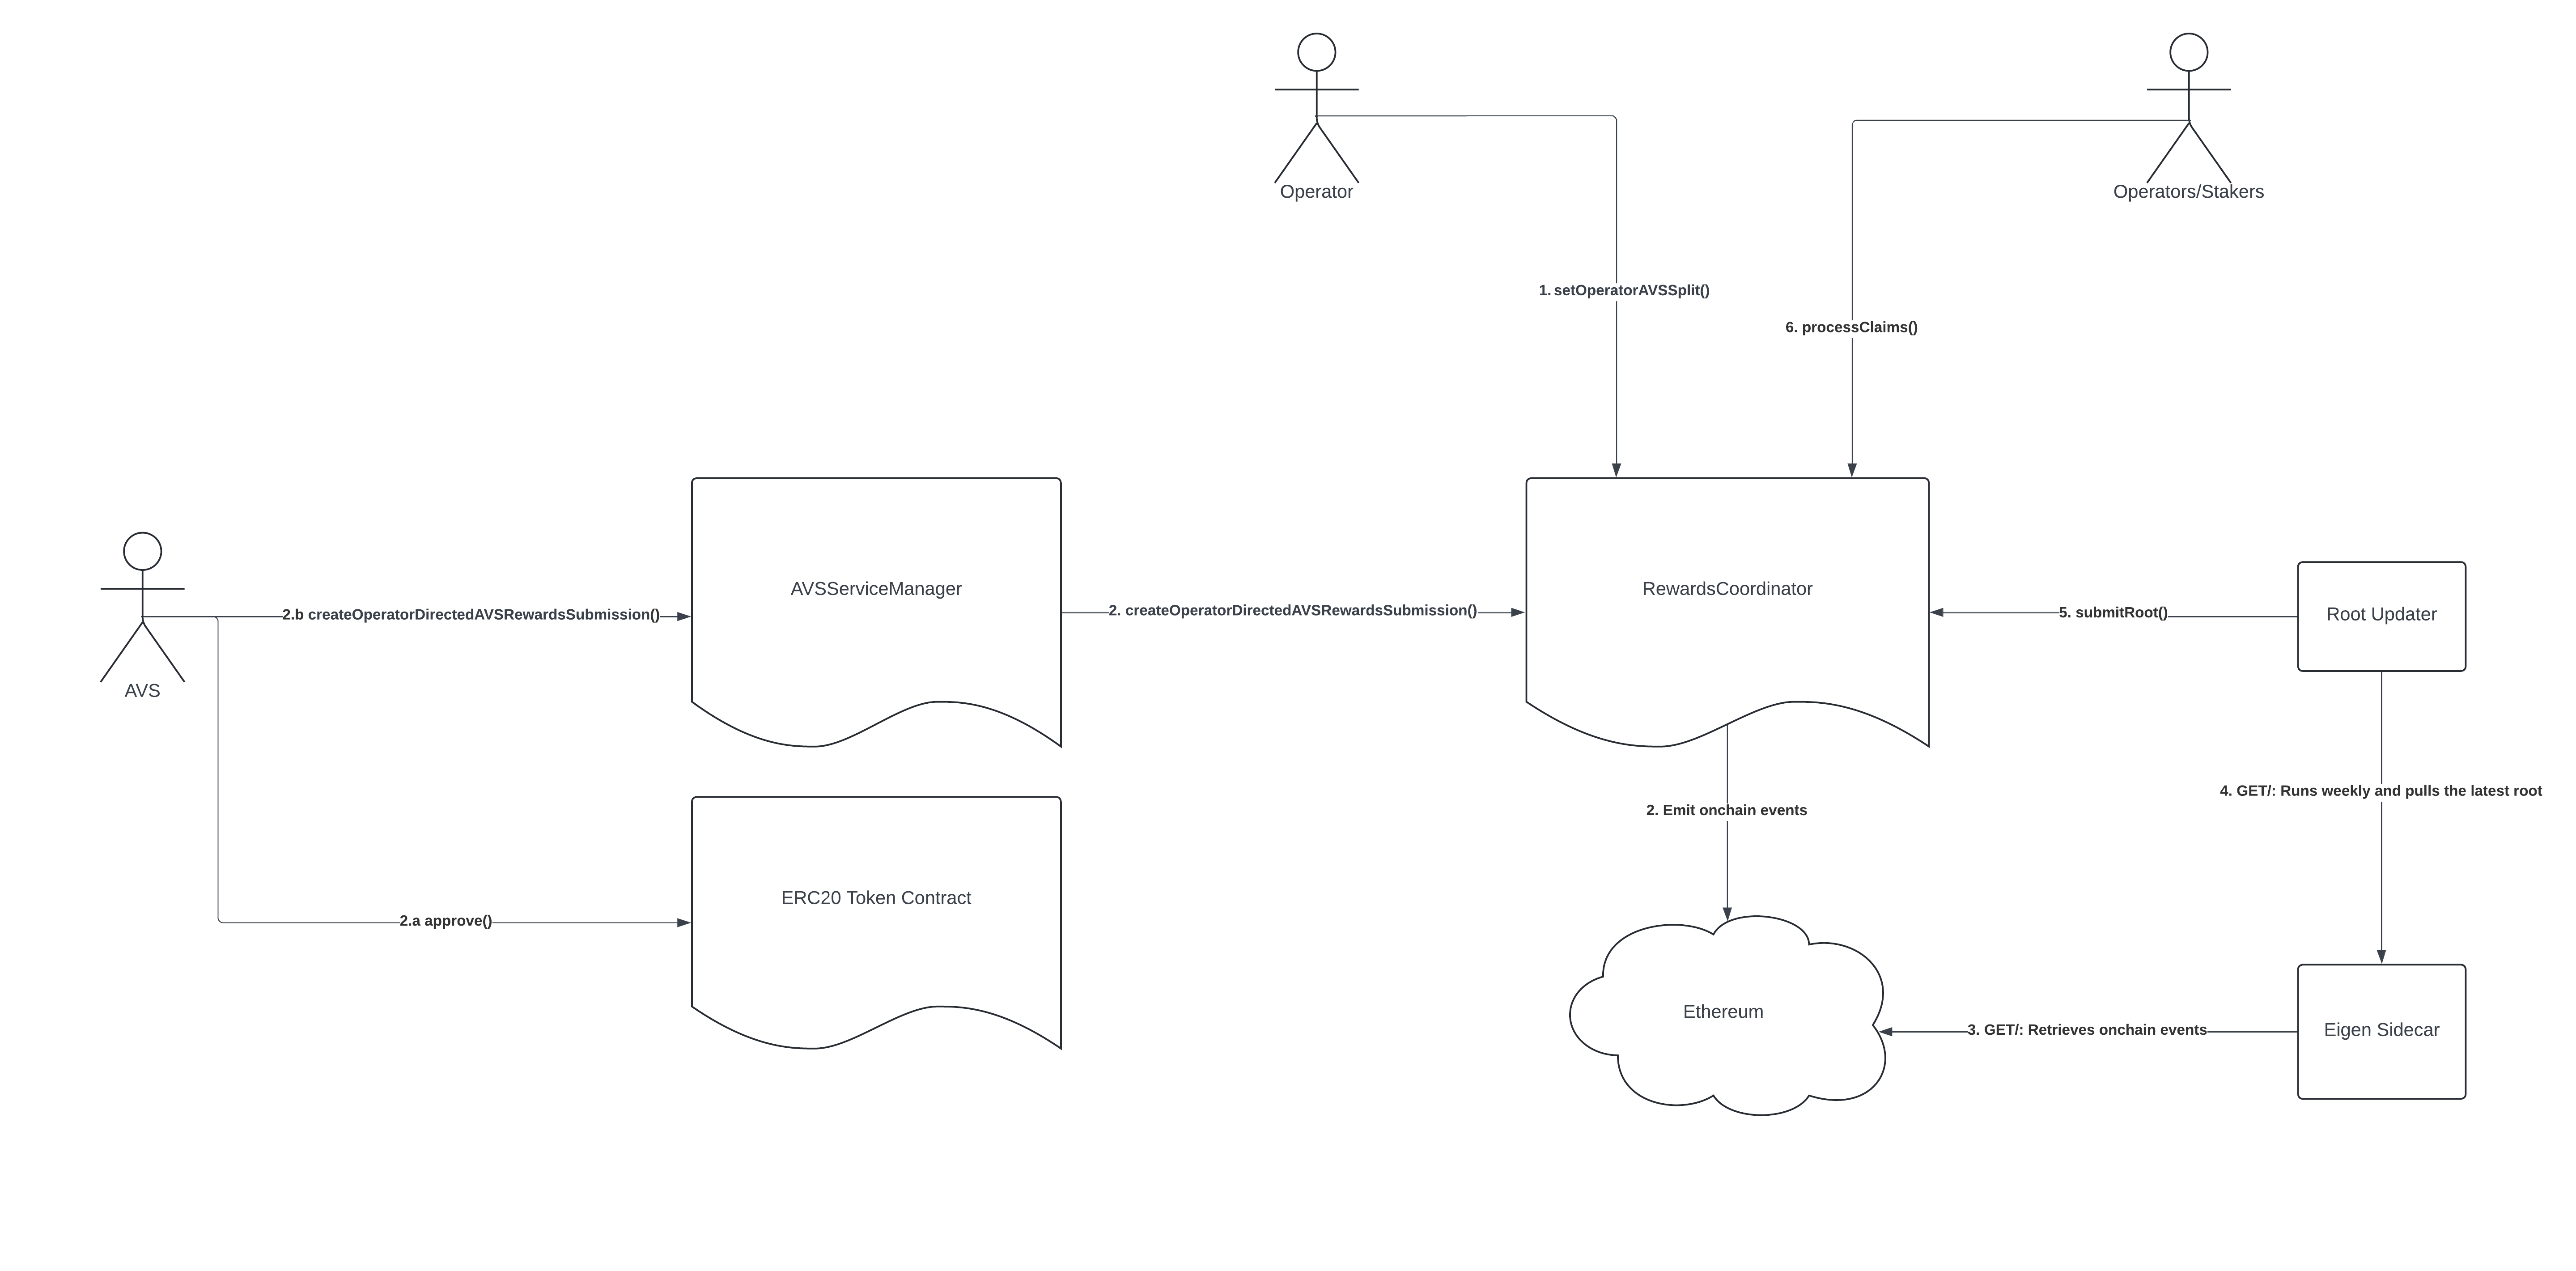 Operator
Operators/Stakers
1. setOperatorAVSSplit()
6. processClaims()
AVSServiceManager
RewardsCoordinator
2.b createOperatorDirectedAVSRewardsSubmission()
2. createOperatorDirectedAVSRewardsSubmission()
5. submitRoot()
Root Updater
AVS
4. GET/: Runs weekly and pulls the latest root
2. Emit onchain events
ERC20 Token Contract
2.a approve()
Ethereum
3. GET/: Retrieves onchain events
Eigen Sidecar